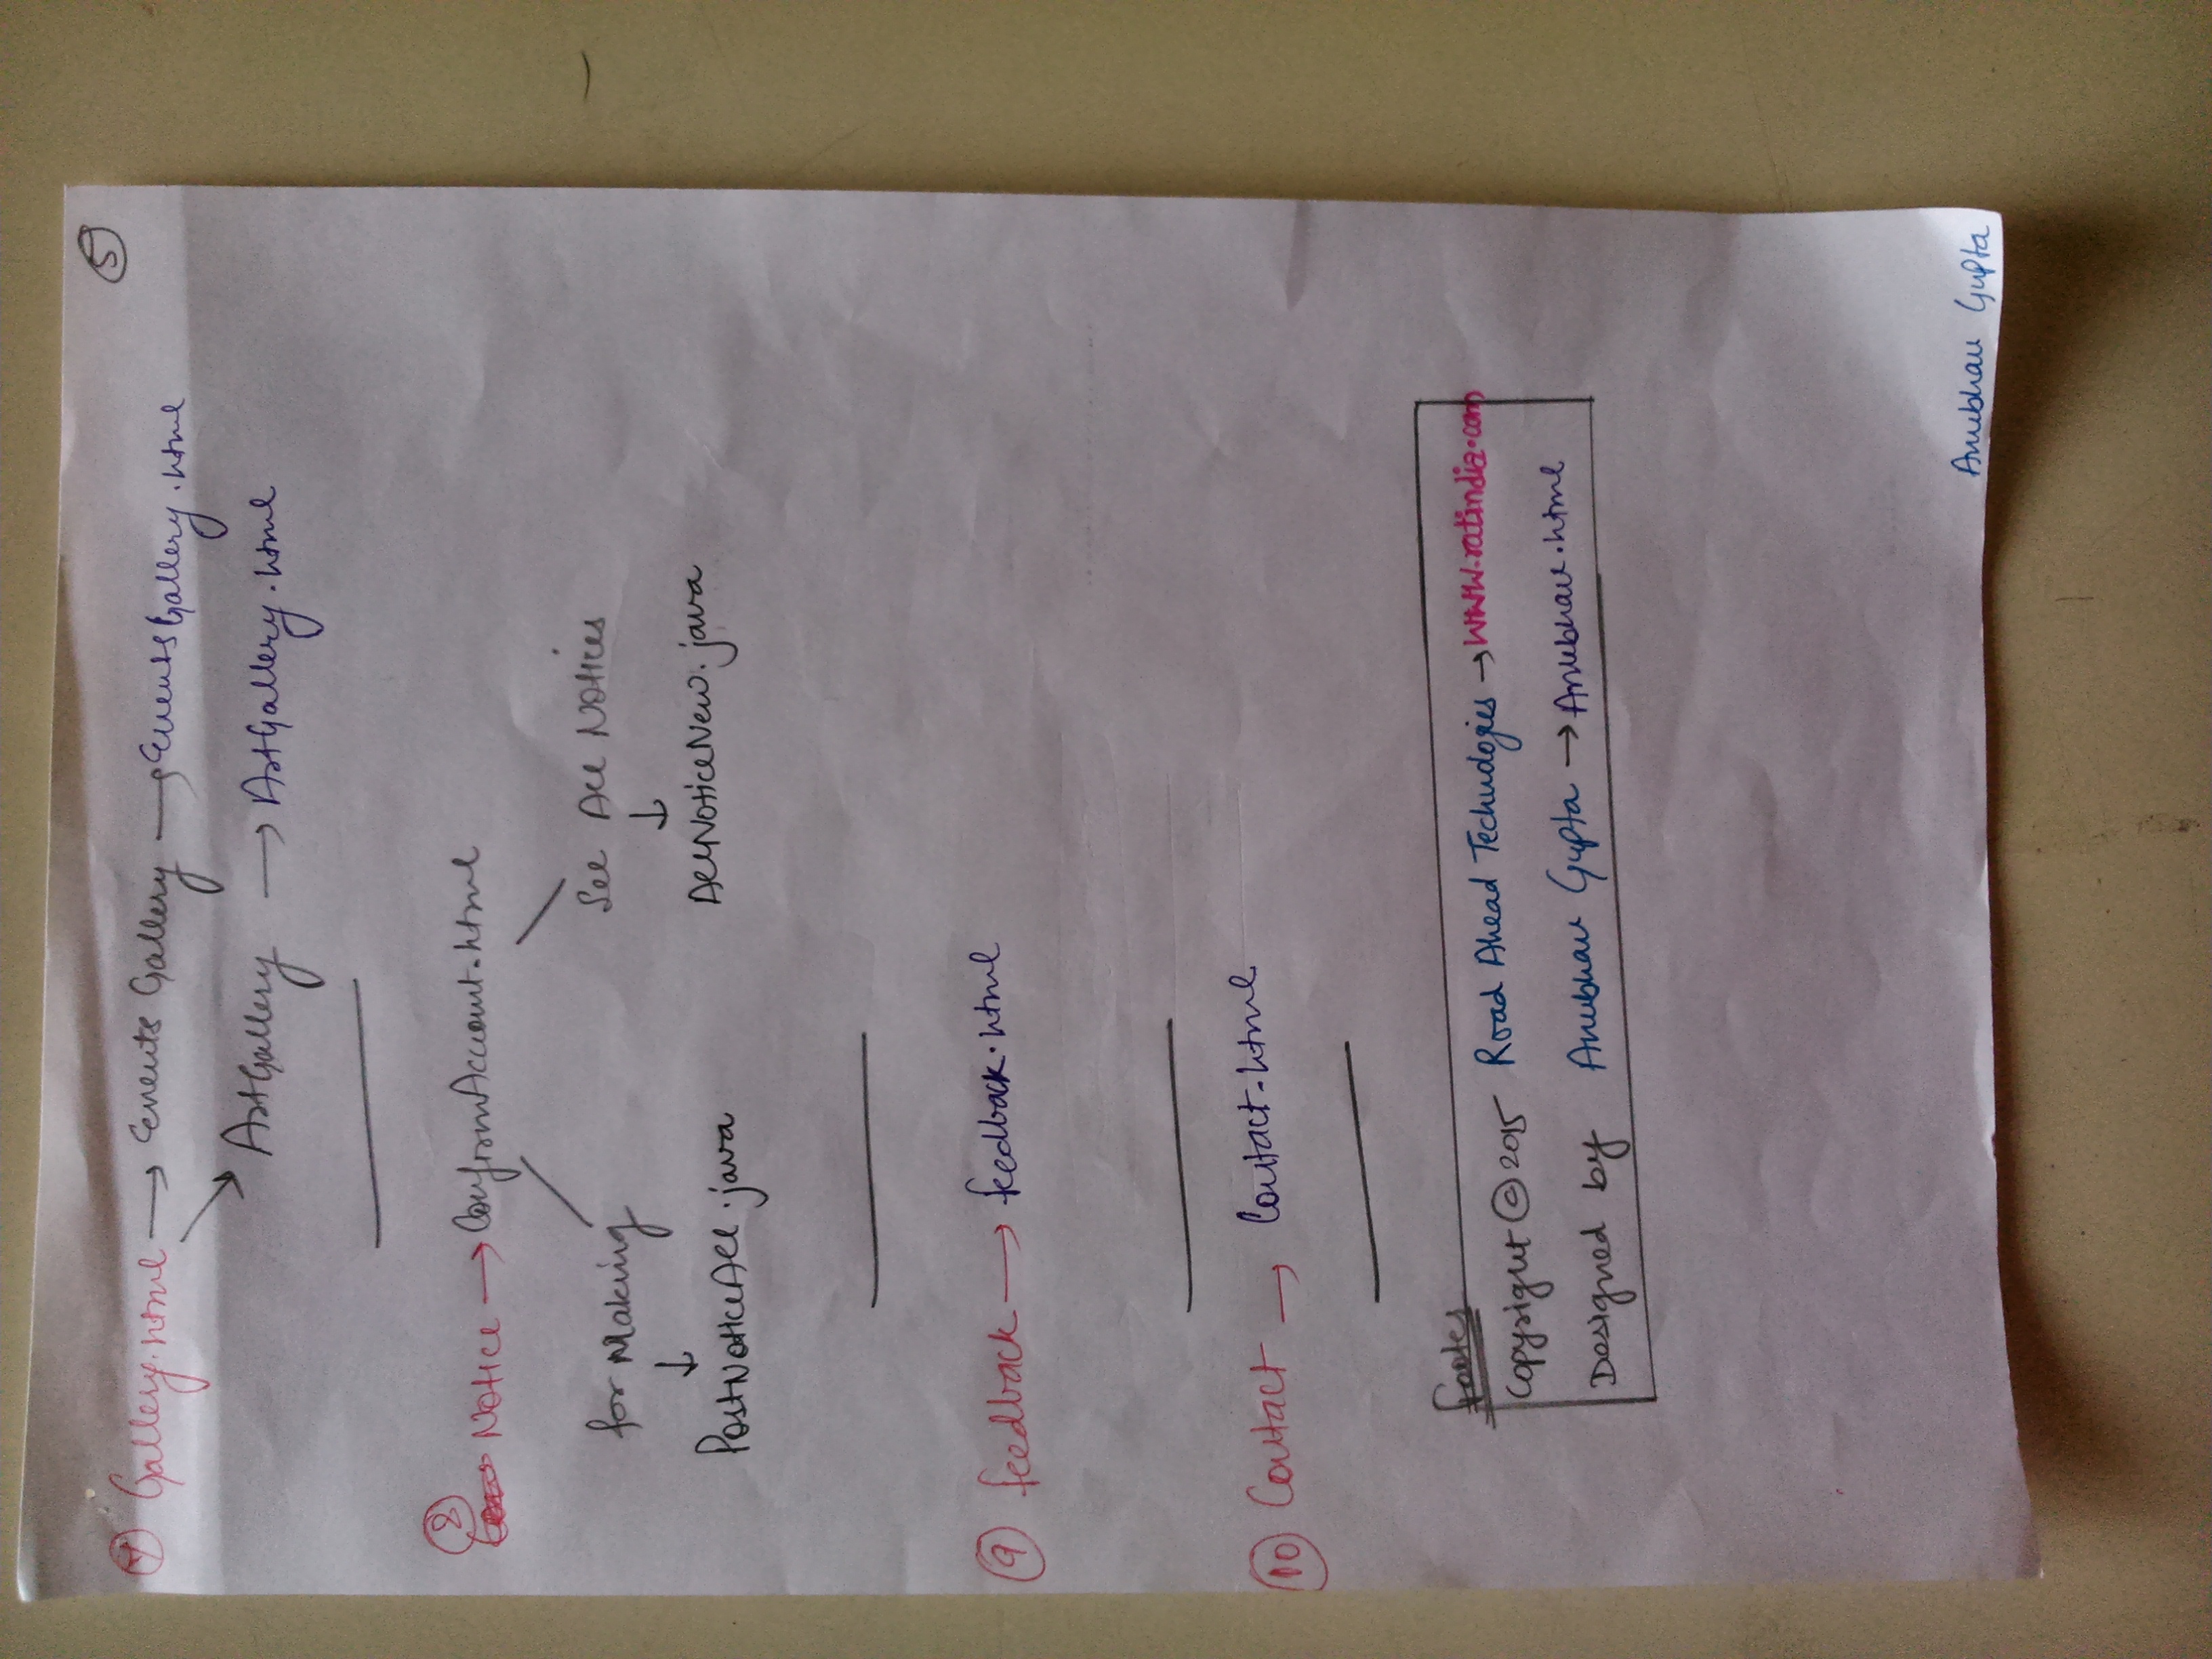 5
7 Gallery.html → Events Gallery → EventsGallery.html
ArtGallery → ArtGallery.html
8
Notice → ConfirmAccount.html
for Making See All Notices
PostNoticeAll.java AllNoticeNew.java
9 feedback → feedback.html
10 Contact → Contact.html
footer
Copyright © 2015 Road Ahead Technologies → www.ratindia.com
Designed by Anubhav Gupta → Anubhav.html
Anubhav Gupta